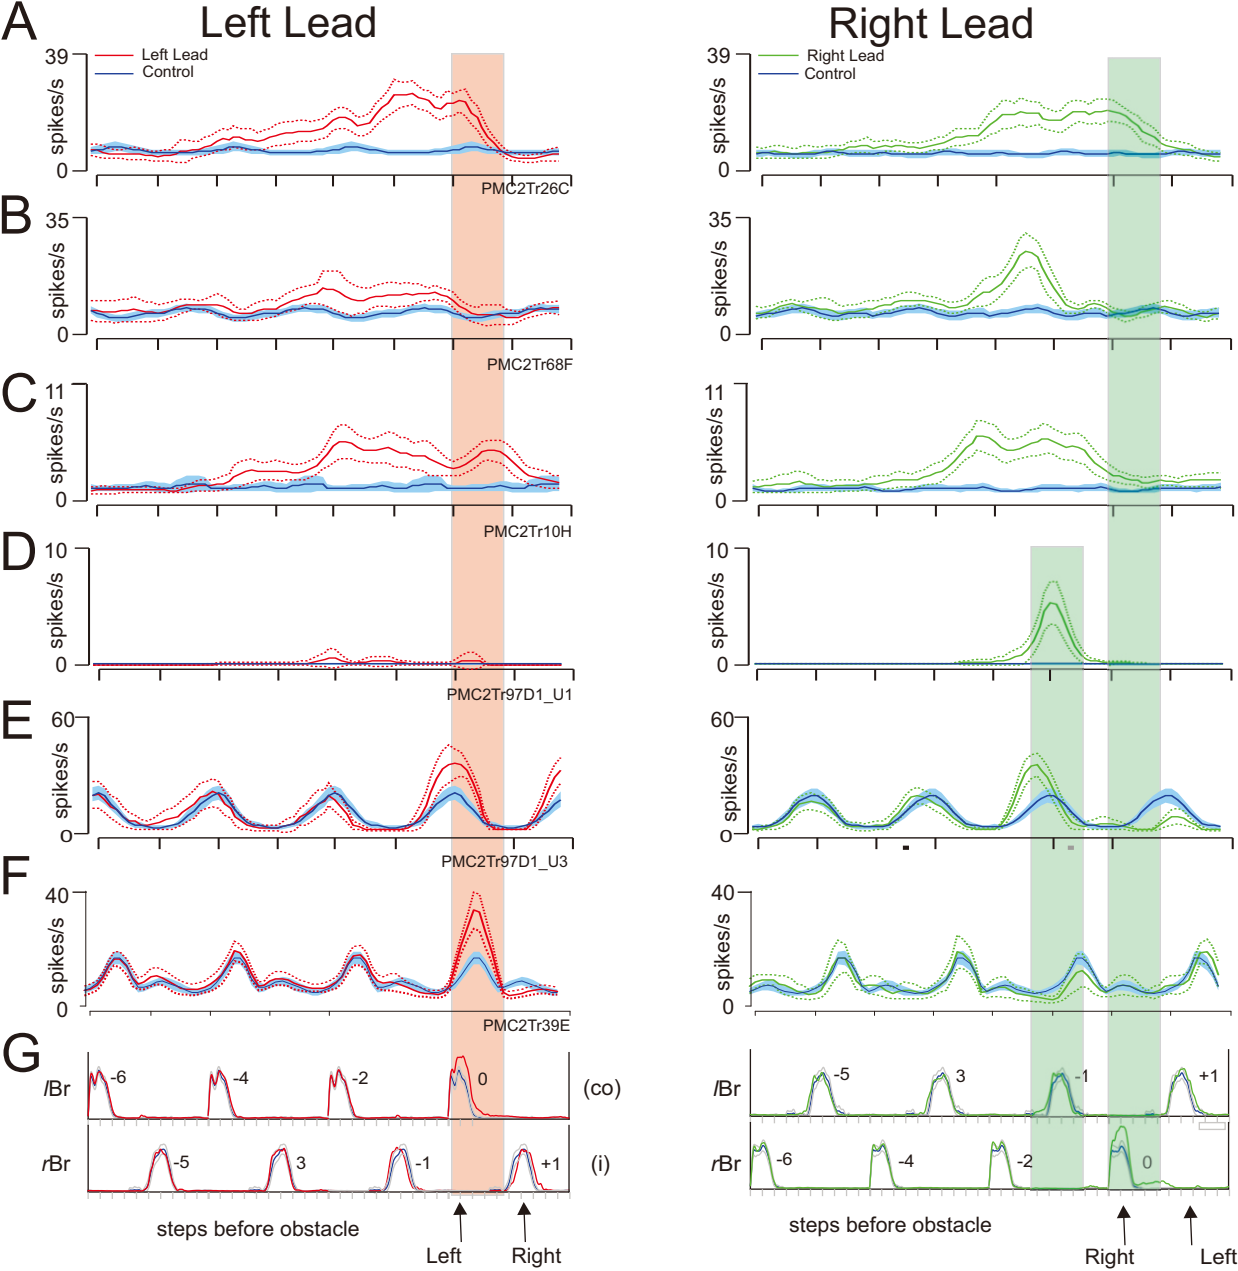 A
Left Lead
Right Lead
39
Left Lead
Control
spikes/s
0
PMC2Tr26C
39
Right Lead
Control
spikes/s
0
B
35
spikes/s
0
PMC2Tr68F
35
spikes/s
0
C
11
spikes/s
0
PMC2Tr10H
11
spikes/s
0
D
10
spikes/s
0
PMC2Tr97D1_U1
10
spikes/s
0
E
60
spikes/s
0
PMC2Tr97D1_U3
60
spikes/s
0
F
40
spikes/s
0
PMC2Tr39E
40
spikes/s
0
G
lBr
-6
-4
-2
0
(co)
lBr
-5
3
-1
+1
rBr
-5
3
-1
+1
(i)
rBr
-6
-4
-2
0
steps before obstacle
Left
Right
steps before obstacle
Right
Left